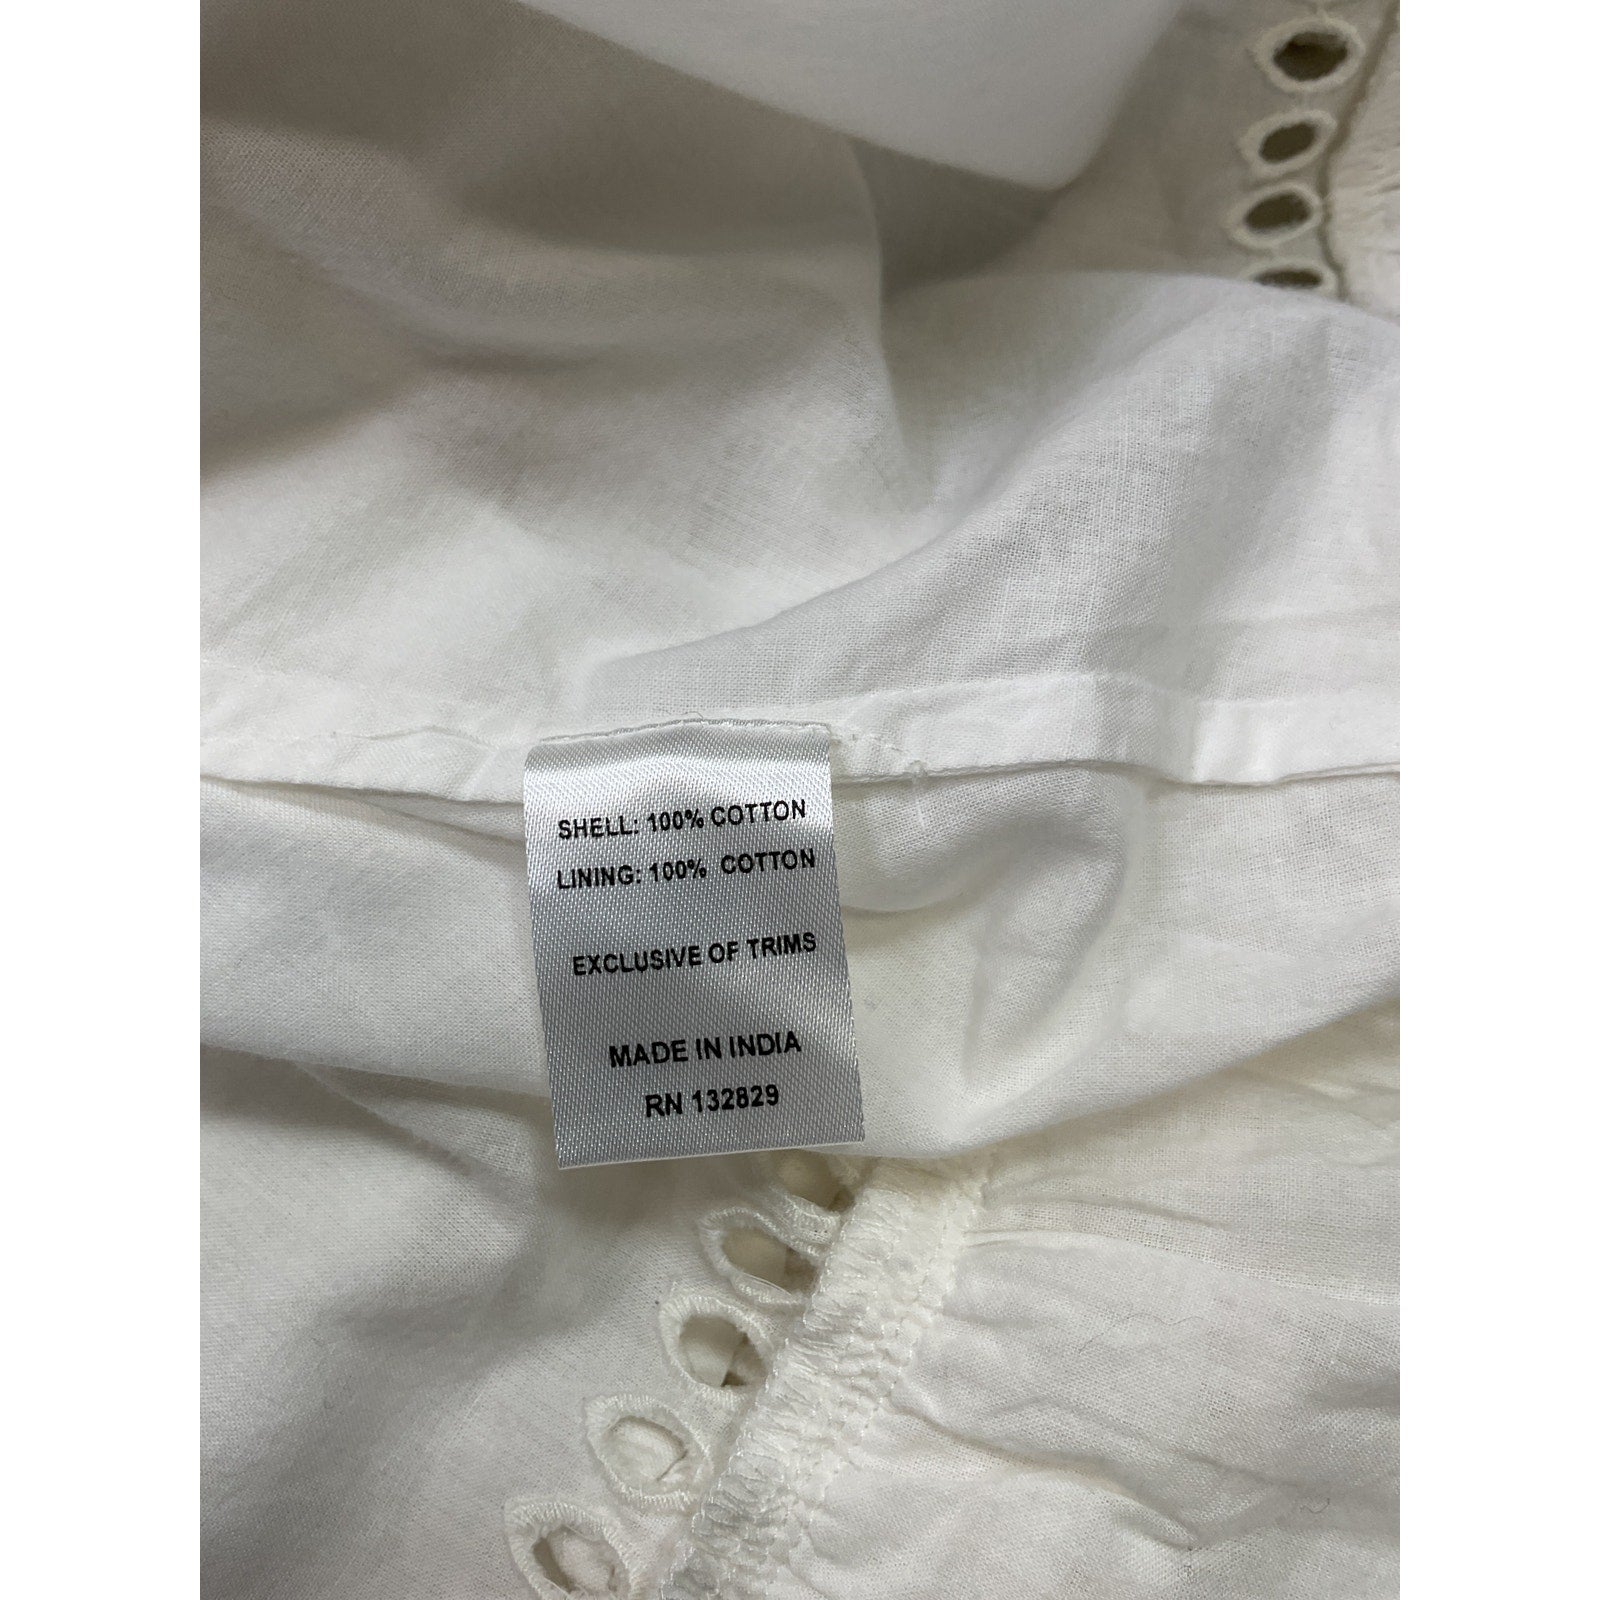 SHELL: 100% COTTON
LINING: 100% COTTON
EXCLUSIVE OF TRIMS
MADE IN INDIA
RN 132829